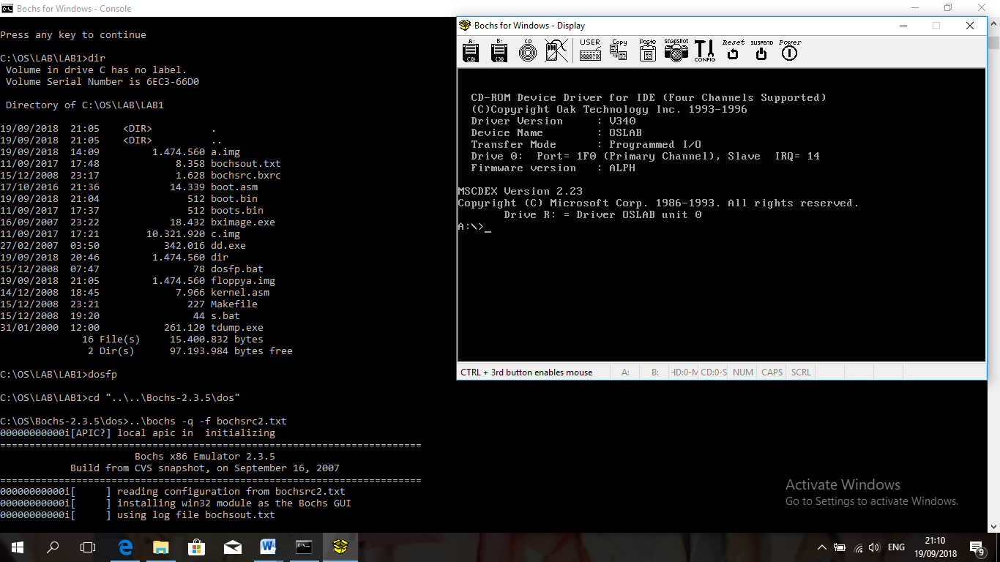 Bochs for Windows - Console
Press any key to continue
C:\OS\LAB\LAB1>dir
Volume in drive C has no label.
Volume Serial Number is 6EC3-66D0
Directory of C:\OS\LAB\LAB1
19/09/2018  21:05    <DIR>          .
19/09/2018  21:05    <DIR>          ..
19/09/2018  14:09         1.474.560 a.img
11/09/2017  17:48             8.358 bochsout.txt
15/12/2008  23:17             1.628 bochsrc.bxrc
17/10/2016  21:36            14.339 boot.asm
19/09/2018  21:04               512 boot.bin
11/09/2017  17:37               512 boots.bin
16/09/2007  23:22            18.432 bximage.exe
11/09/2017  17:21        10.321.920 c.img
27/02/2007  03:50           342.016 dd.exe
19/09/2018  20:46         1.474.560 dir
15/12/2008  07:47                78 dosfp.bat
19/09/2018  21:05         1.474.560 floppya.img
14/12/2008  18:45             7.966 kernel.asm
15/12/2008  23:21               227 Makefile
15/12/2008  19:20                44 s.bat
31/01/2000  12:00           261.120 tdump.exe
16 File(s)     15.400.832 bytes
2 Dir(s)      97.193.984 bytes free
C:\OS\LAB\LAB1>dosfp
C:\OS\LAB\LAB1>cd "..\..\Bochs-2.3.5\dos"
C:\OS\Bochs-2.3.5\dos>..\bochs -q -f bochsrc2.txt
00000000000i[APIC?] local apic in  initializing
========================================================================
Bochs x86 Emulator 2.3.5
Build from CVS snapshot, on September 16, 2007
========================================================================
00000000000i[     ] reading configuration from bochsrc2.txt
00000000000i[     ] installing win32 module as the Bochs GUI
00000000000i[     ] using log file bochsout.txt
Bochs for Windows - Display
A: B: CD USER Copy Paste snapshot CONFIG Reset SUSPEND Power
CD-ROM Device Driver for IDE (Four Channels Supported)
(C)Copyright Oak Technology Inc. 1993-1996
Driver Version     : V340
Device Name        : OSLAB
Transfer Mode      : Programmed I/O
Drive 0:  Port= 1F0 (Primary Channel), Slave  IRQ= 14
Firmware version   : ALPH
MSCDEX Version 2.23
Copyright (C) Microsoft Corp. 1986-1993. All rights reserved.
Drive R: = Driver OSLAB unit 0
A:\>_
CTRL + 3rd button enables mouse A: B: HD:0-M CD:0-S NUM CAPS SCRL
Activate Windows
Go to Settings to activate Windows.
ENG
21:10
19/09/2018
9